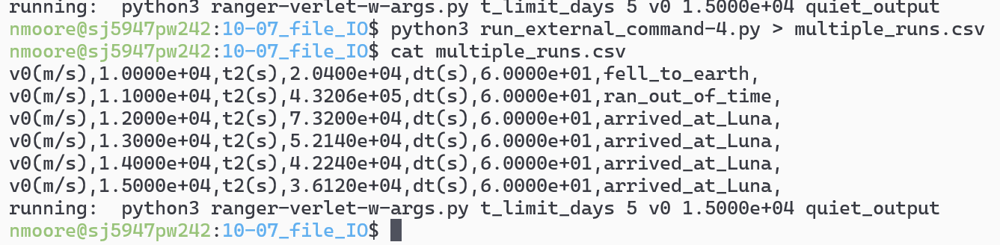 running:  python3 ranger-verlet-w-args.py t_limit_days 5 v0 1.5000e+04 quiet_output
nmoore@sj5947pw242:10-07_file_IO$ python3 run_external_command-4.py > multiple_runs.csv
nmoore@sj5947pw242:10-07_file_IO$ cat multiple_runs.csv
v0(m/s),1.0000e+04,t2(s),2.0400e+04,dt(s),6.0000e+01,fell_to_earth,
v0(m/s),1.1000e+04,t2(s),4.3206e+05,dt(s),6.0000e+01,ran_out_of_time,
v0(m/s),1.2000e+04,t2(s),7.3200e+04,dt(s),6.0000e+01,arrived_at_Luna,
v0(m/s),1.3000e+04,t2(s),5.2140e+04,dt(s),6.0000e+01,arrived_at_Luna,
v0(m/s),1.4000e+04,t2(s),4.2240e+04,dt(s),6.0000e+01,arrived_at_Luna,
v0(m/s),1.5000e+04,t2(s),3.6120e+04,dt(s),6.0000e+01,arrived_at_Luna,
running:  python3 ranger-verlet-w-args.py t_limit_days 5 v0 1.5000e+04 quiet_output
nmoore@sj5947pw242:10-07_file_IO$